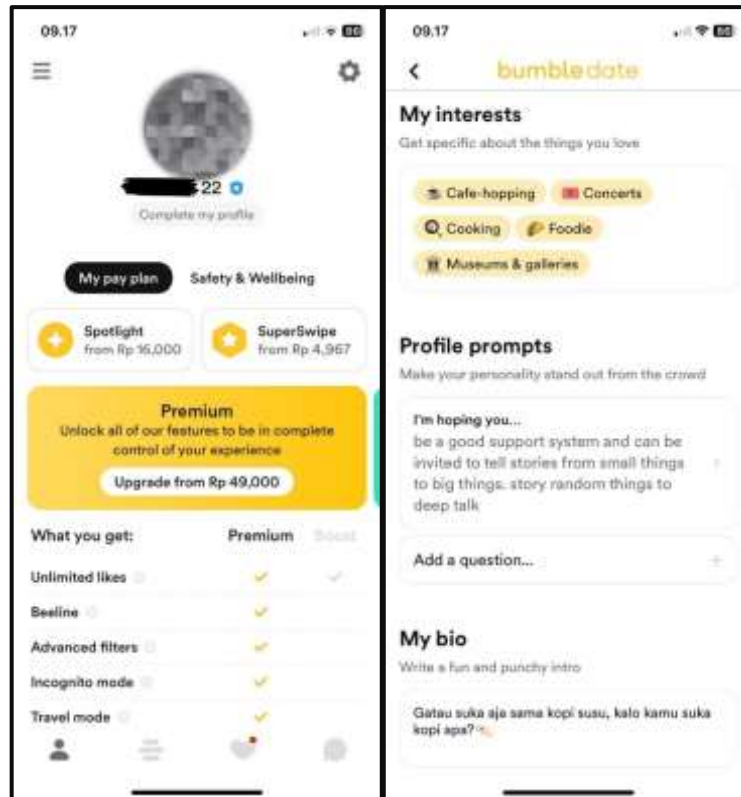 09.17
22
Complete my profile
My pay plan Safety & Wellbeing
Spotlight
from Rp 16,000
SuperSwipe
from Rp 4,967
Premium
Unlock all of our features to be in complete
control of your experience
Upgrade from Rp 49,000
What you get: Premium Boost
Unlimited likes
Beeline
Advanced filters
Incognito mode
Travel mode
09.17
bumble date
My interests
Get specific about the things you love
Cafe-hopping Concerts
Cooking Foodie
Museums & galleries
Profile prompts
Make your personality stand out from the crowd
I'm hoping you...
be a good support system and can be
invited to tell stories from small things
to big things. story random things to
deep talk
Add a question...
My bio
Write a fun and punchy intro
Gatau suka aja sama kopi susu, kalo kamu suka
kopi apa?